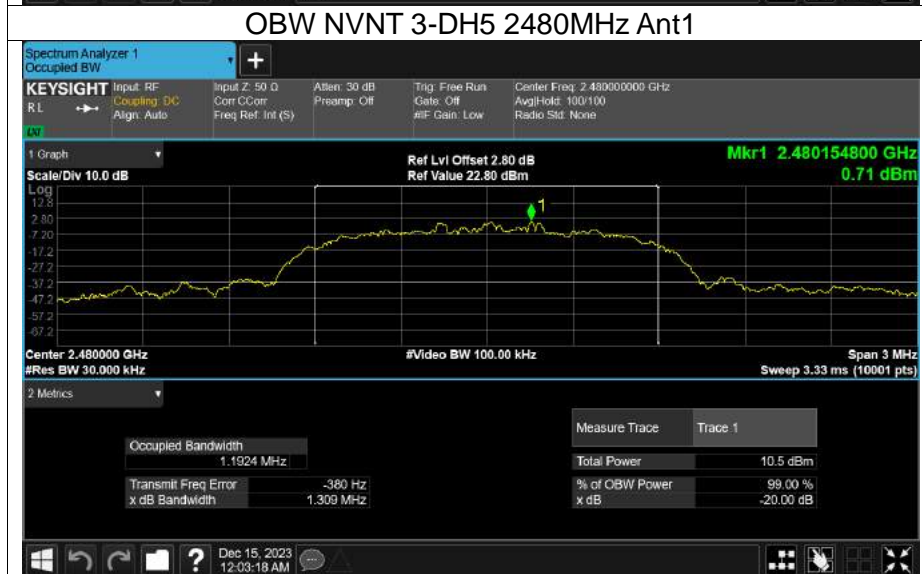 OBW NVNT 3-DH5 2480MHz Ant1
Spectrum Analyzer 1
Occupied BW
+
KEYSIGHT Input: RF Input Z: 50 Ω Atten: 30 dB Trig: Free Run Center Freq: 2.480000000 GHz
RL Coupling: DC Corr CCorr Preamp: Off Gate: Off Avg|Hold: 100/100
Align: Auto Freq Ref: Int (S) #IF Gain: Low Radio Std: None
LXI
1 Graph Ref Lvl Offset 2.80 dB Mkr1 2.480154800 GHz
Scale/Div 10.0 dB Ref Value 22.80 dBm 0.71 dBm
Log
12.8
1
2.80
-7.20
-17.2
-27.2
-37.2
-47.2
-57.2
-67.2
Center 2.480000 GHz #Video BW 100.00 kHz Span 3 MHz
#Res BW 30.000 kHz Sweep 3.33 ms (10001 pts)
2 Metrics
Measure Trace Trace 1
Occupied Bandwidth
1.1924 MHz Total Power 10.5 dBm
Transmit Freq Error -380 Hz % of OBW Power 99.00 %
x dB Bandwidth 1.309 MHz x dB -20.00 dB
? Dec 15, 2023
12:03:18 AM